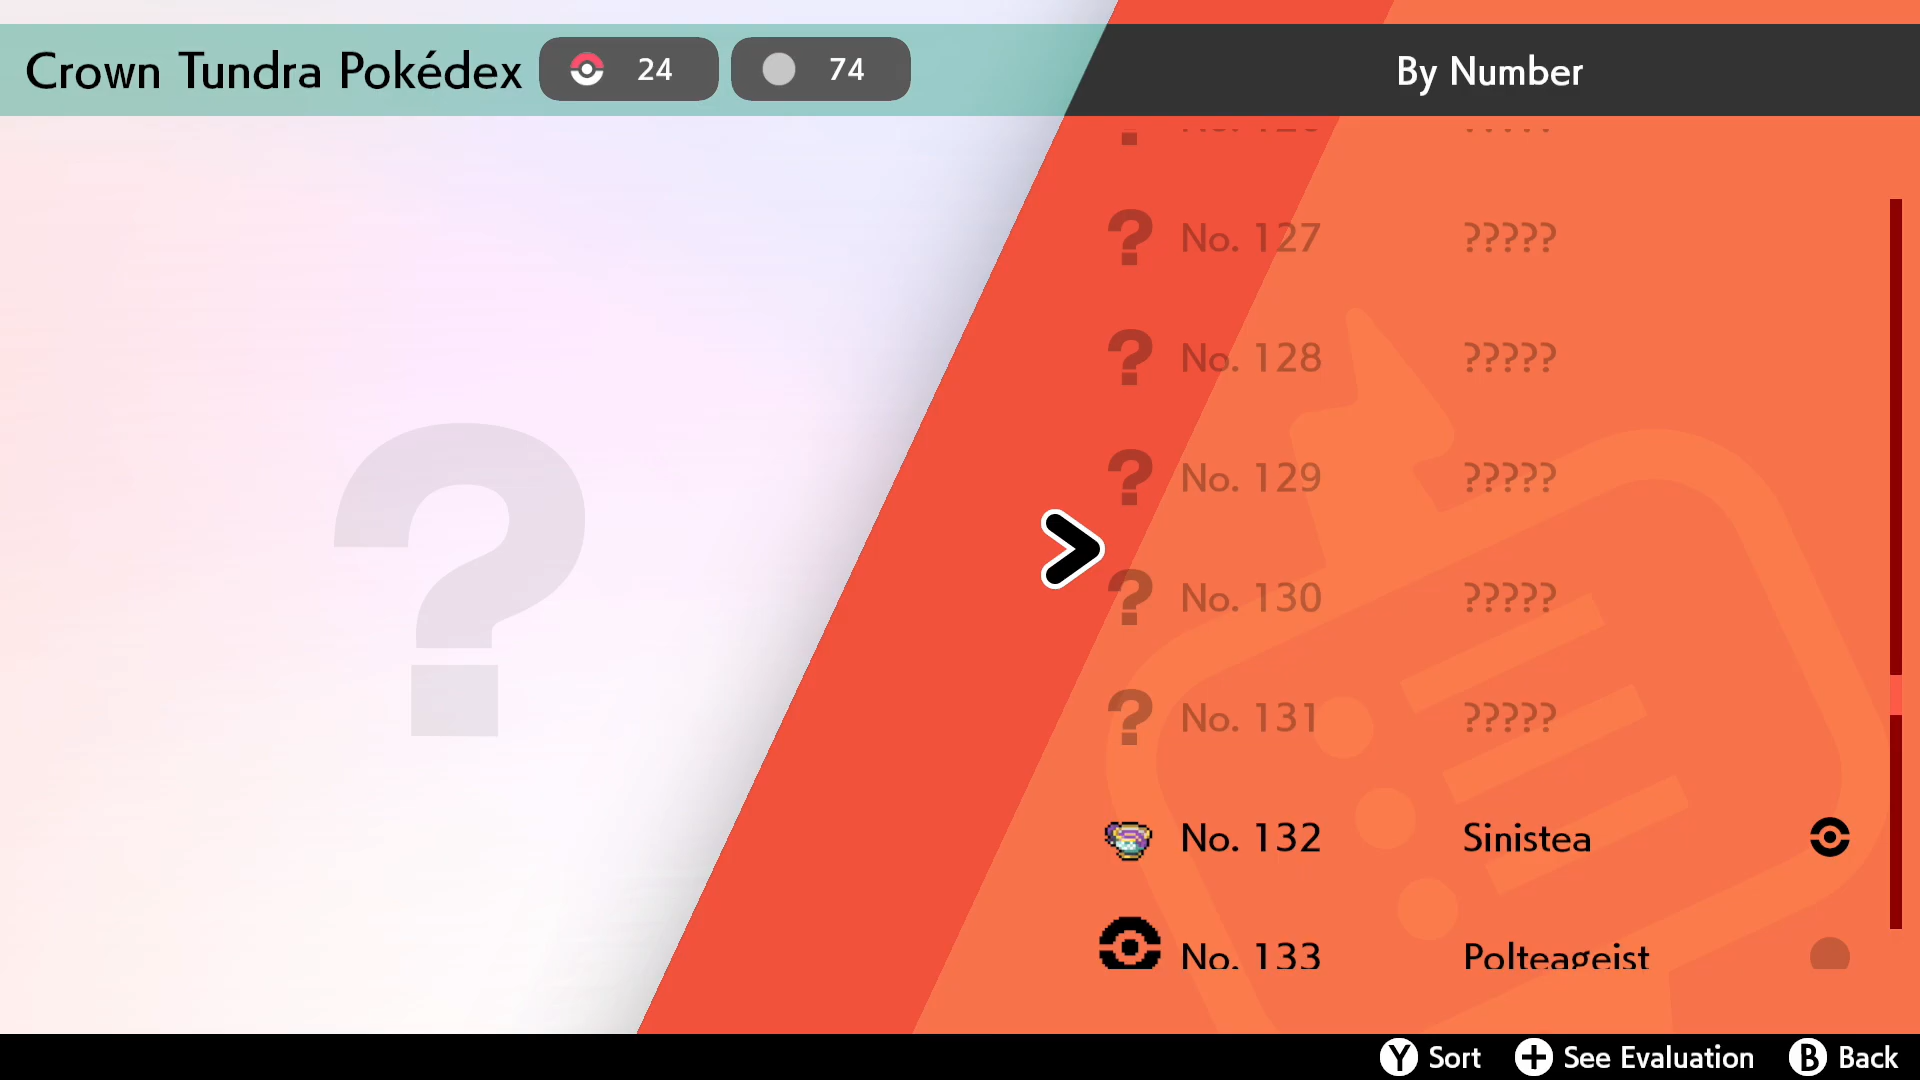 Crown Tundra Pokédex 24 74 By Number
No. 127 ?????
No. 128 ?????
No. 129 ?????
No. 130 ?????
No. 131 ?????
No. 132 Sinistea
No. 133 Polteageist
Y Sort + See Evaluation B Back